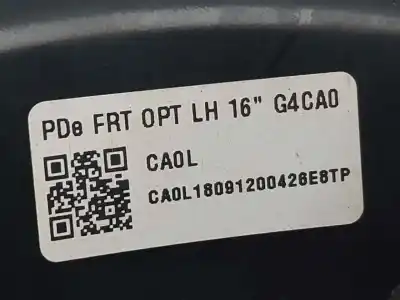 PDe FRT OPT LH 16" G4CA0
CA0L
CA0L18091200426E8TP